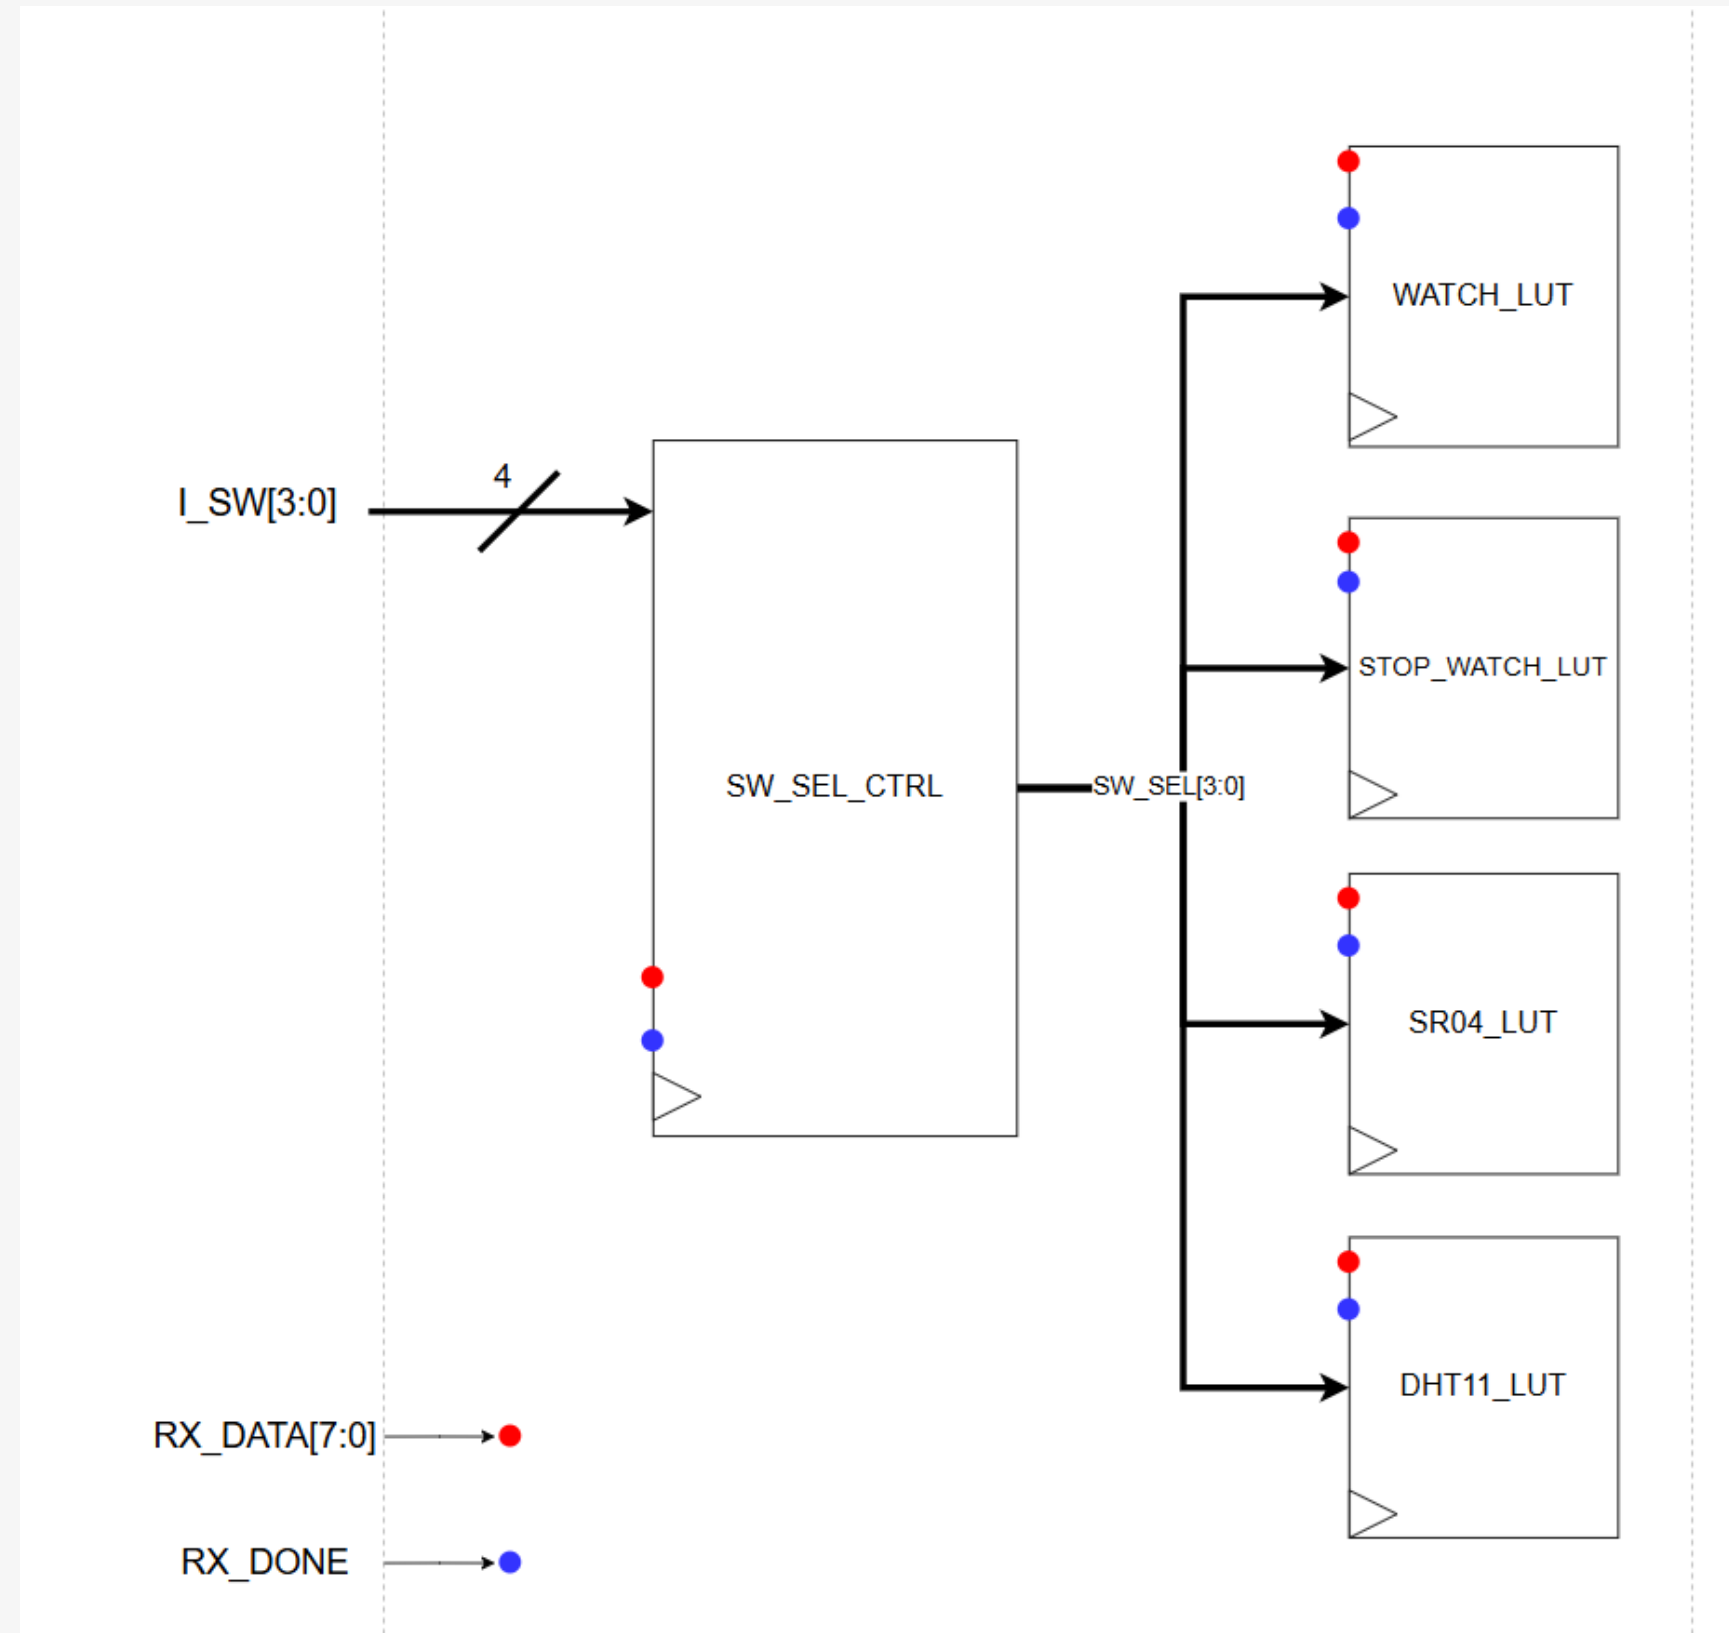 WATCH_LUT
4
I_SW[3:0]
STOP_WATCH_LUT
SW_SEL_CTRL
SW_SEL[3:0]
SR04_LUT
DHT11_LUT
RX_DATA[7:0]
RX_DONE